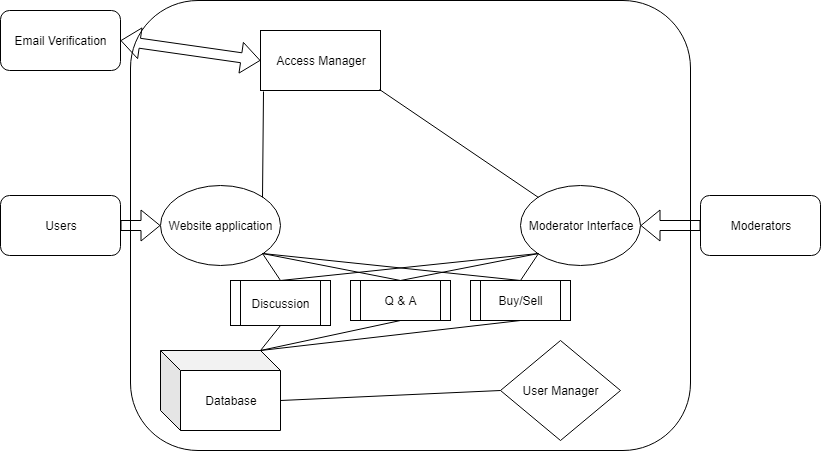 Email Verification
Access Manager
Users
Website application
Moderator Interface
Moderators
Discussion
Q & A
Buy/Sell
Database
User Manager